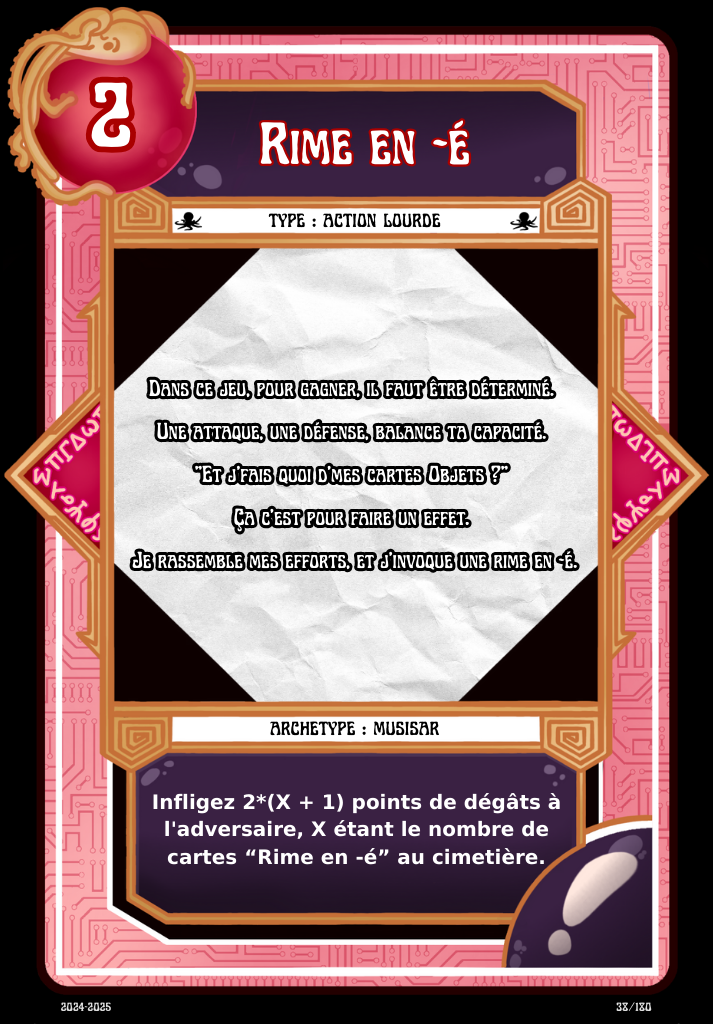 2
Rime en -é
TYPE : ACTION LOURDE
Dans ce jeu, pour gagner, il faut être déterminé.
Une attaque, une défense, balance ta capacité.
"Et j'fais quoi d'mes cartes Objets ?"
Ça c'est pour faire un effet.
Je rassemble mes efforts, et j'invoque une rime en -é.
ARCHETYPE : MUSISAR
Infligez 2*(X + 1) points de dégâts à
l'adversaire, X étant le nombre de
cartes “Rime en -é” au cimetière.
2024-2025
38/180